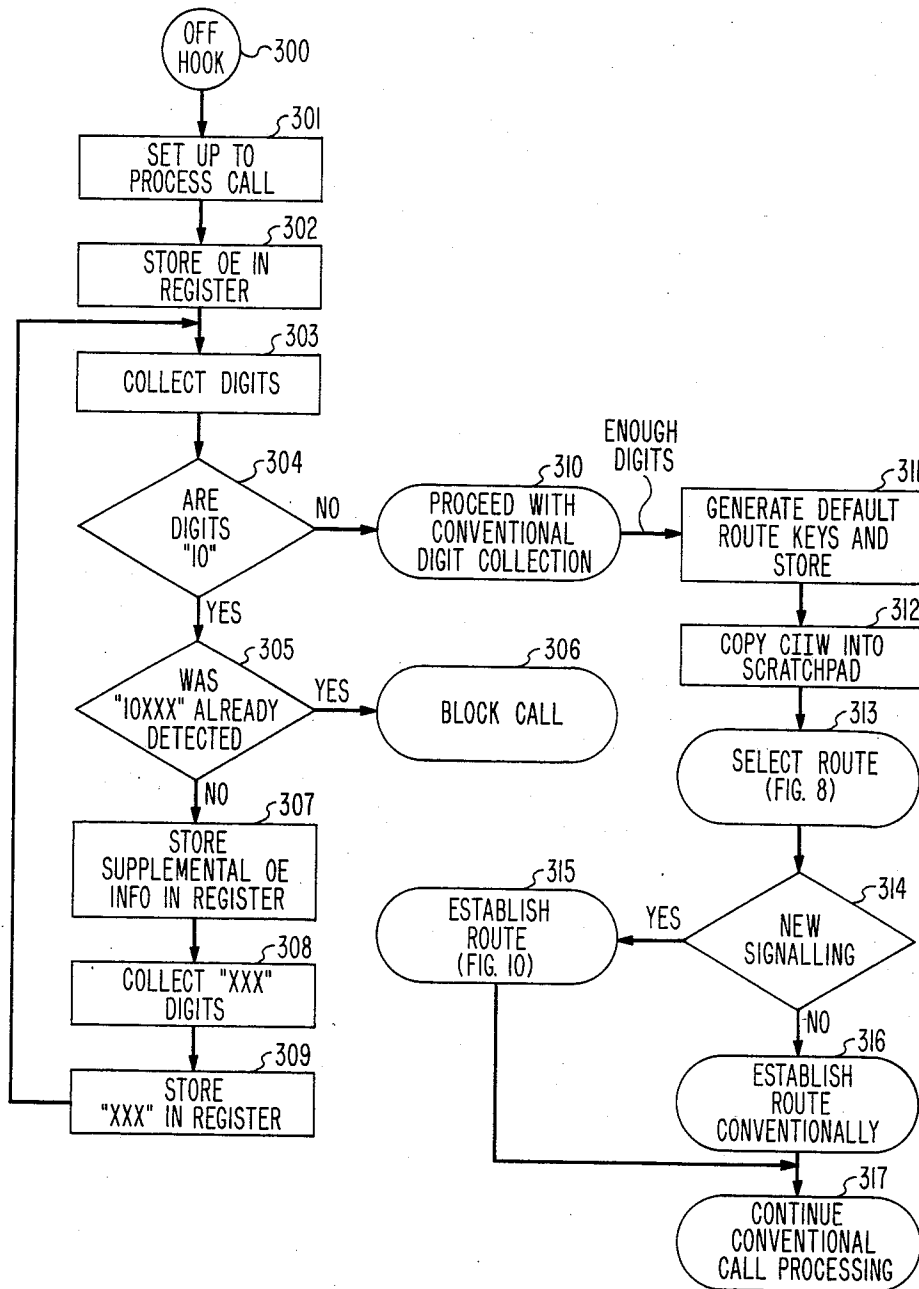 OFF
HOOK
300
301
SET UP TO
PROCESS CALL
302
STORE OE IN
REGISTER
303
COLLECT DIGITS
304
ARE
DIGITS
"10"
NO
YES
310
PROCEED WITH
CONVENTIONAL
DIGIT COLLECTION
ENOUGH
DIGITS
311
GENERATE DEFAULT
ROUTE KEYS AND
STORE
305
WAS
"10XXX" ALREADY
DETECTED
YES
NO
306
BLOCK CALL
312
COPY CIIW INTO
SCRATCHPAD
313
SELECT ROUTE
(FIG. 8)
307
STORE
SUPPLEMENTAL OE
INFO IN REGISTER
308
COLLECT "XXX"
DIGITS
309
STORE
"XXX" IN REGISTER
314
NEW
SIGNALLING
YES
NO
315
ESTABLISH
ROUTE
(FIG. 10)
316
ESTABLISH
ROUTE
CONVENTIONALLY
317
CONTINUE
CONVENTIONAL
CALL PROCESSING